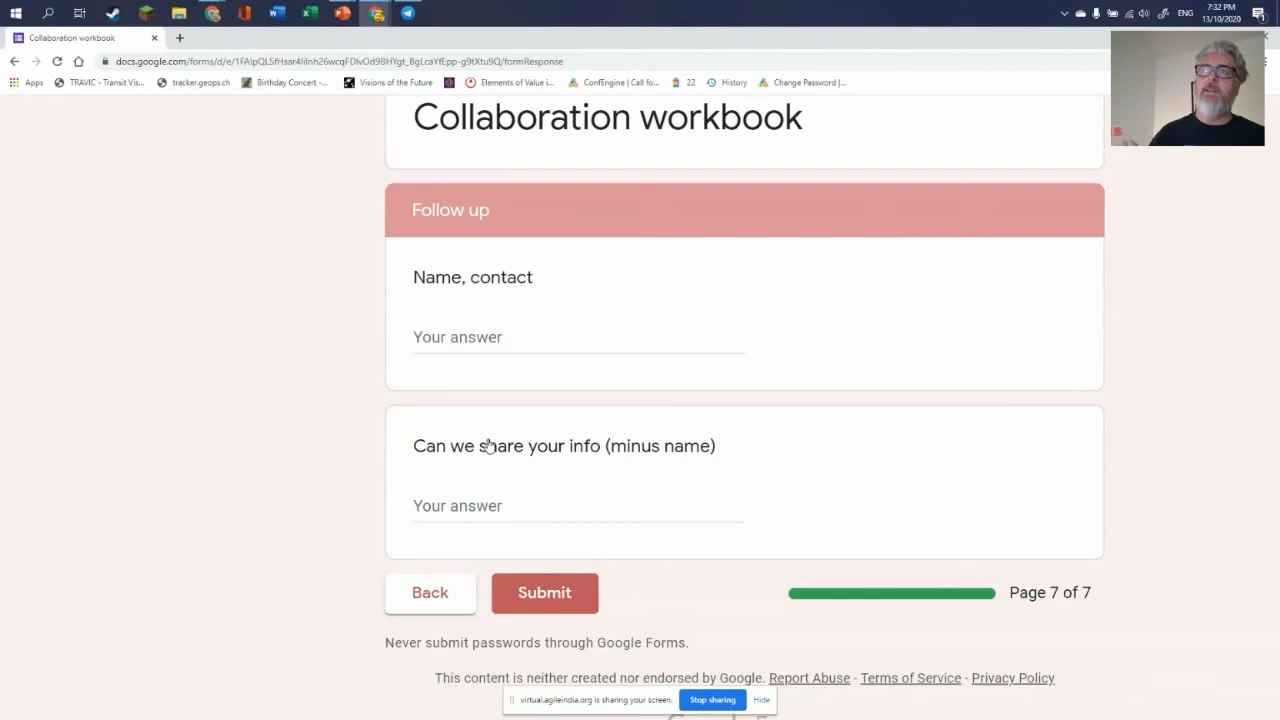 ENG
7:32 PM
13/10/2020
Collaboration workbook
docs.google.com/forms/d/e/1FAIpQLSfHsar4liInh26wcqFDlvOd9BHYgt_BgLcaYfEpp-g9tXtu9Q/formResponse
Apps
TRAVIC - Transit Vis...
tracker.geops.ch
Birthday Concert -...
Visions of the Future
Elements of Value i...
ConfEngine | Call fo...
22
History
Change Password |...
Collaboration workbook
Follow up
Name, contact
Your answer
Can we share your info (minus name)
Your answer
Back
Submit
Page 7 of 7
Never submit passwords through Google Forms.
This content is neither created nor endorsed by Google. Report Abuse - Terms of Service - Privacy Policy
virtual.agileindia.org is sharing your screen.
Stop sharing
Hide